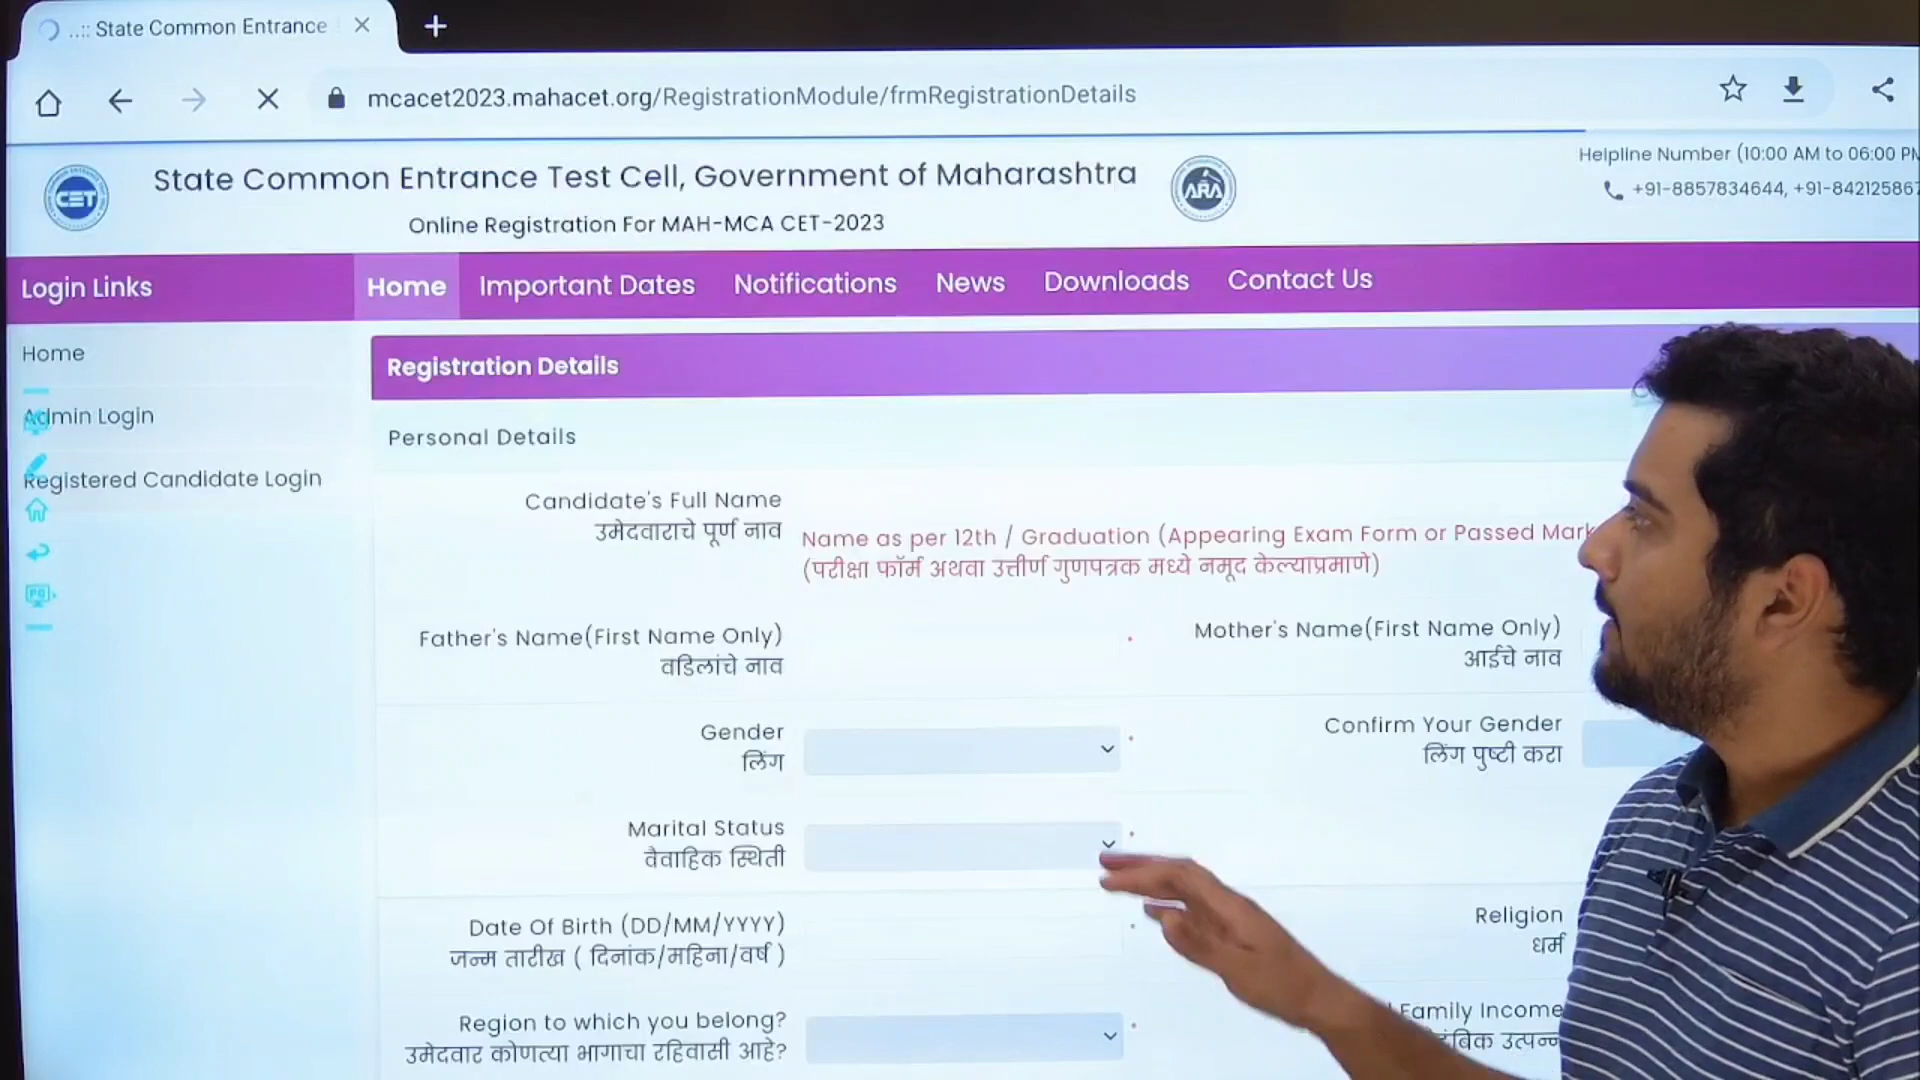 ..:: State Common Entrance
mcacet2023.mahacet.org/RegistrationModule/frmRegistrationDetails
Helpline Number (10:00 AM to 06:00 PM
CET
State Common Entrance Test Cell, Government of Maharashtra
ARA
+91-8857834644, +91-842125867
Online Registration For MAH-MCA CET-2023
Login Links
Home
Important Dates
Notifications
News
Downloads
Contact Us
Home
Admin Login
Registered Candidate Login
Registration Details
Personal Details
Candidate's Full Name
उमेदवाराचे पूर्ण नाव
Name as per 12th / Graduation (Appearing Exam Form or Passed Mark
(परीक्षा फॉर्म अथवा उत्तीर्ण गुणपत्रक मध्ये नमूद केल्याप्रमाणे)
Father's Name(First Name Only)
वडिलांचे नाव
Mother's Name(First Name Only)
आईचे नाव
Gender
लिंग
Confirm Your Gender
लिंग पुष्टी करा
Marital Status
वैवाहिक स्थिती
Date Of Birth (DD/MM/YYYY)
जन्म तारीख ( दिनांक/महिना/वर्ष )
Religion
धर्म
Region to which you belong?
उमेदवार कोणत्या भागाचा रहिवासी आहे?
Family Income
उत्पन्न